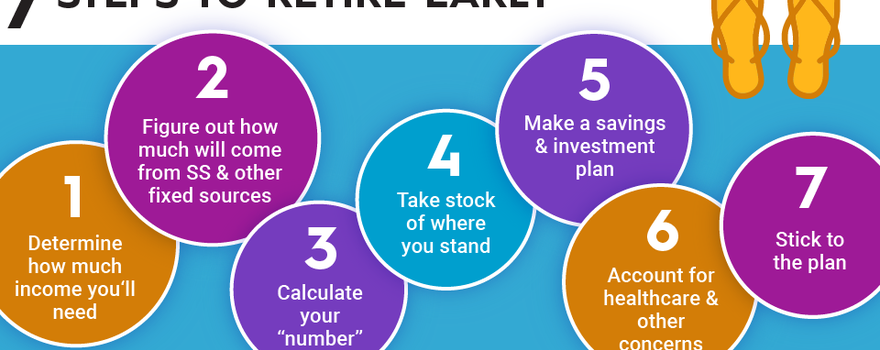 7 STEPS TO RETIRE EARLY
1
Determine
how much
income you'll
need
2
Figure out how
much will come
from SS & other
fixed sources
3
Calculate
your
“number”
4
Take stock
of where
you stand
5
Make a savings
& investment
plan
6
Account for
healthcare &
other
concerns
7
Stick to
the plan